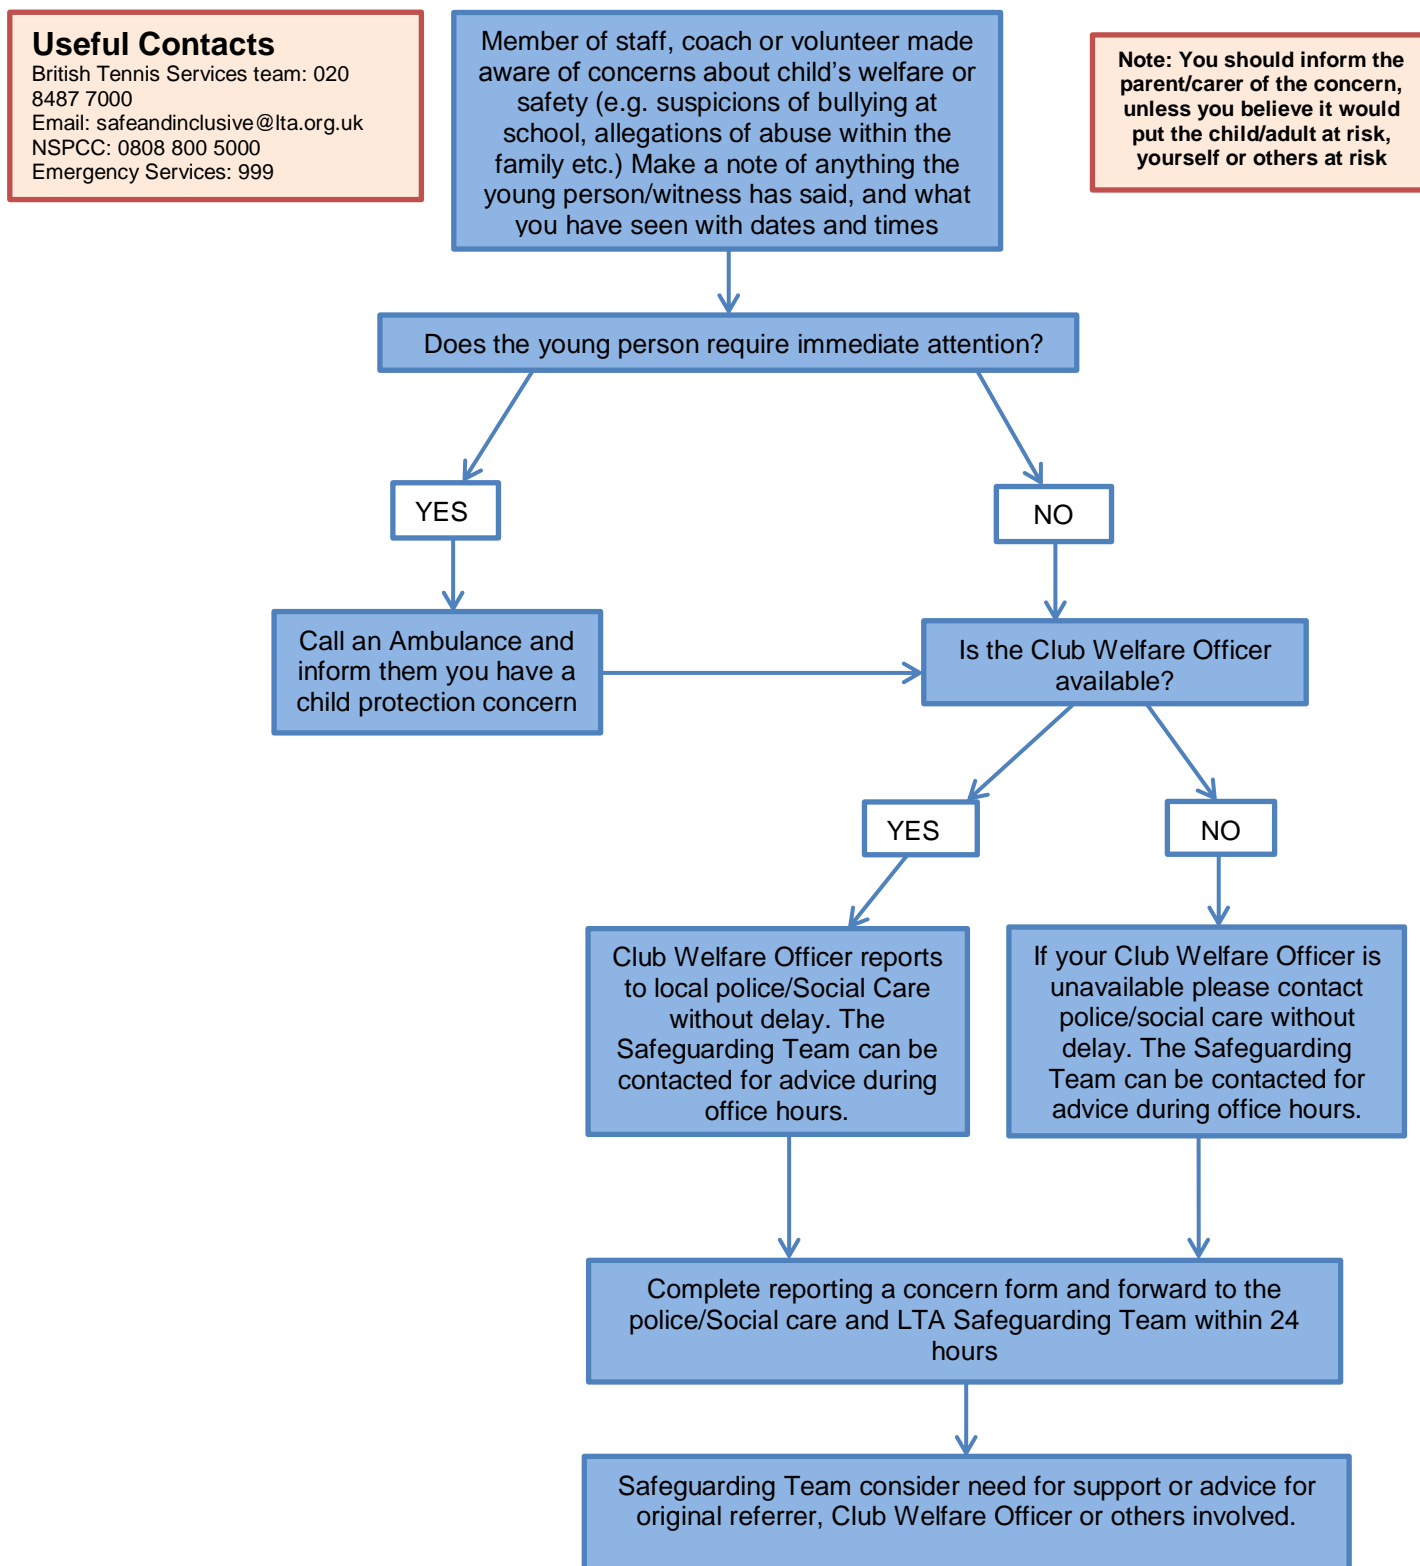 Useful Contacts
British Tennis Services team: 020
8487 7000
Email: safeandinclusive@lta.org.uk
NSPCC: 0808 800 5000
Emergency Services: 999
Member of staff, coach or volunteer made
aware of concerns about child’s welfare or
safety (e.g. suspicions of bullying at
school, allegations of abuse within the
family etc.) Make a note of anything the
young person/witness has said, and what
you have seen with dates and times
Note: You should inform the
parent/carer of the concern,
unless you believe it would
put the child/adult at risk,
yourself or others at risk
Does the young person require immediate attention?
YES
NO
Call an Ambulance and
inform them you have a
child protection concern
Is the Club Welfare Officer
available?
YES
NO
Club Welfare Officer reports
to local police/Social Care
without delay. The
Safeguarding Team can be
contacted for advice during
office hours.
If your Club Welfare Officer is
unavailable please contact
police/social care without
delay. The Safeguarding
Team can be contacted for
advice during office hours.
Complete reporting a concern form and forward to the
police/Social care and LTA Safeguarding Team within 24
hours
Safeguarding Team consider need for support or advice for
original referrer, Club Welfare Officer or others involved.